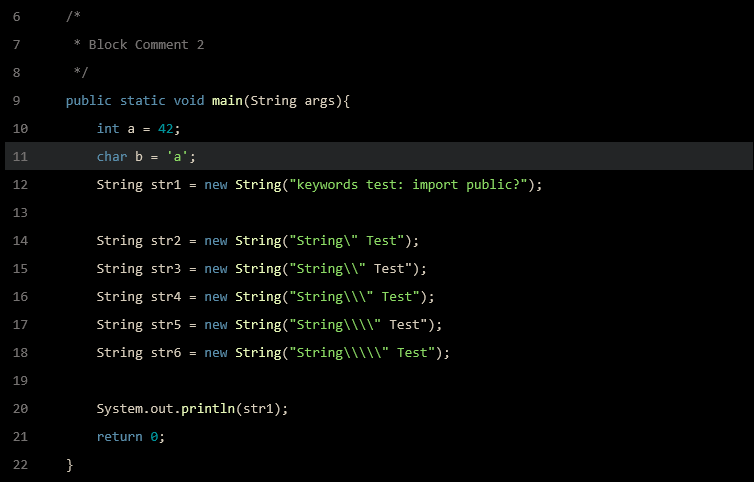 6 /*
7 * Block Comment 2
8 */
9 public static void main(String args){
10 int a = 42;
11 char b = 'a';
12 String str1 = new String("keywords test: import public?");
13
14 String str2 = new String("String\" Test");
15 String str3 = new String("String\\" Test");
16 String str4 = new String("String\\\" Test");
17 String str5 = new String("String\\\\" Test");
18 String str6 = new String("String\\\\\" Test");
19
20 System.out.println(str1);
21 return 0;
22 }